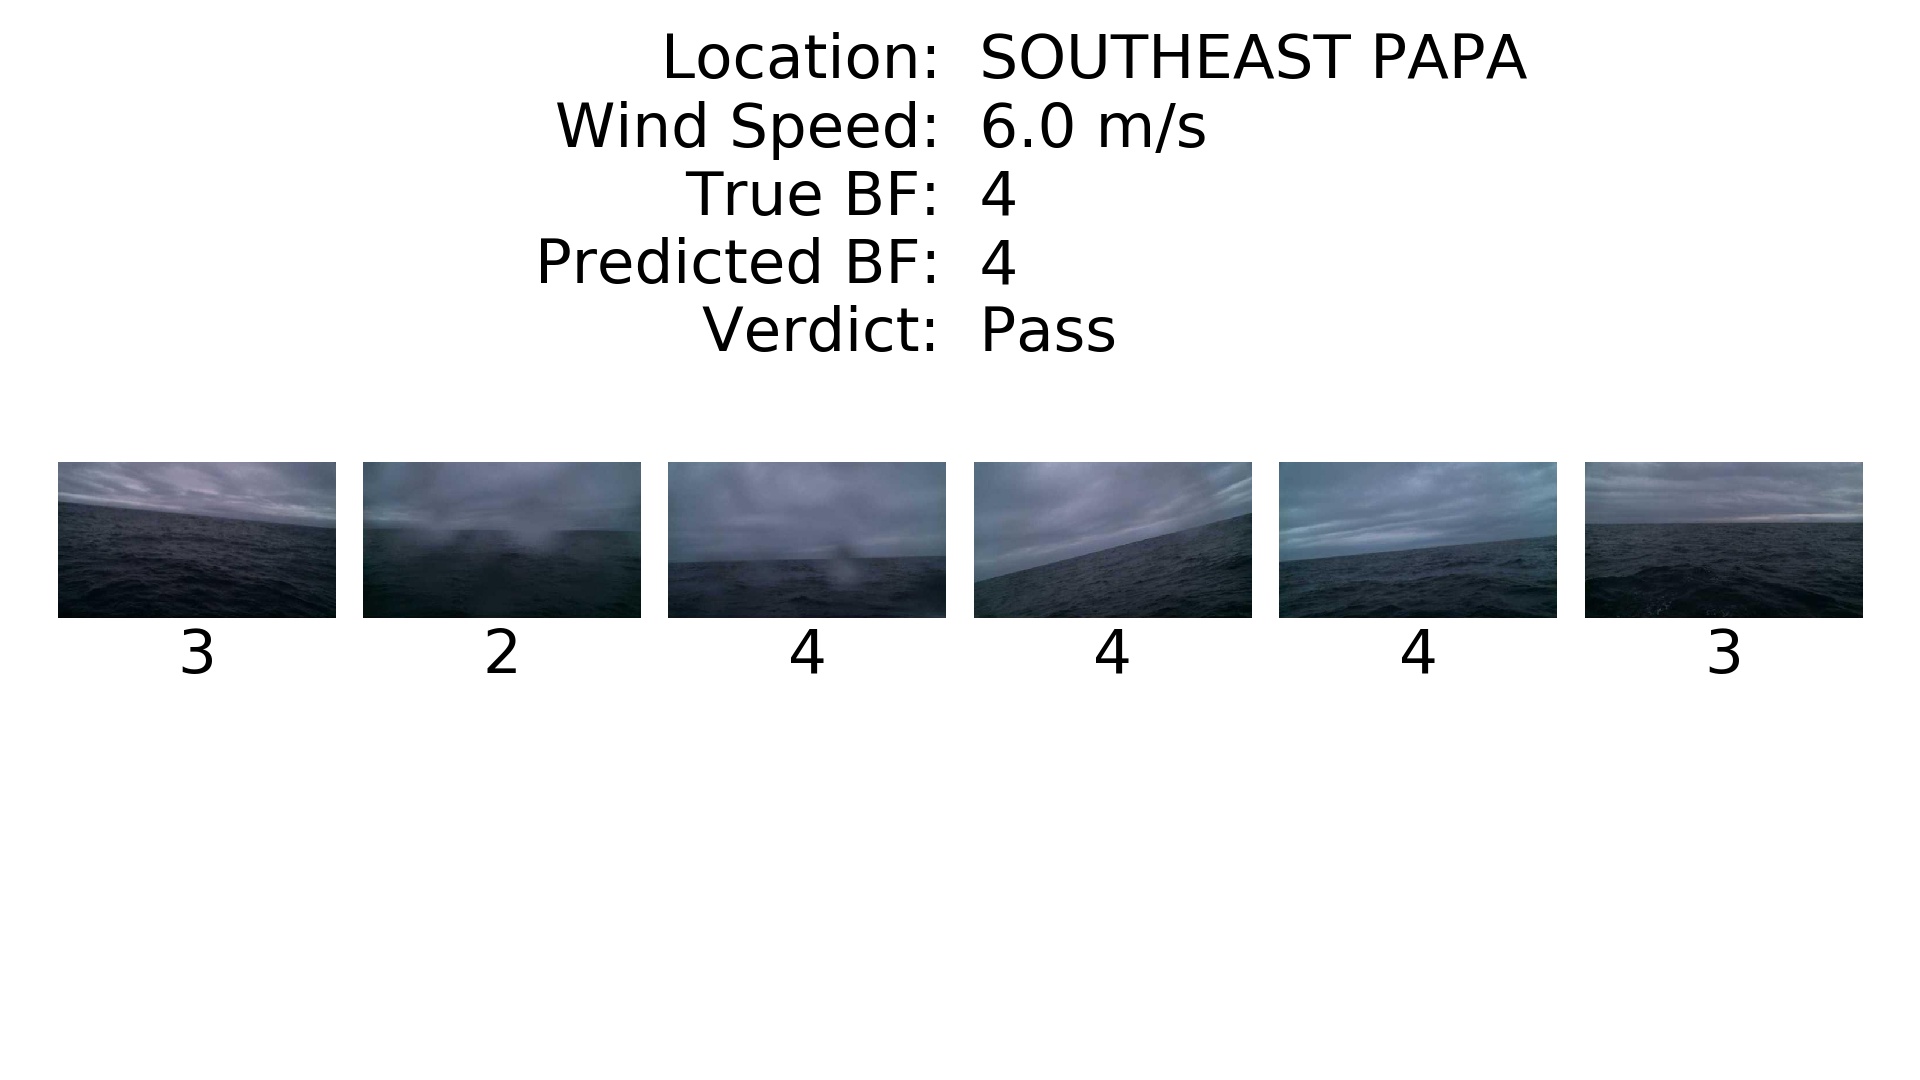 Location: SOUTHEAST PAPA
Wind Speed: 6.0 m/s
True BF: 4
Predicted BF: 4
Verdict: Pass
3 2 4 4 4 3